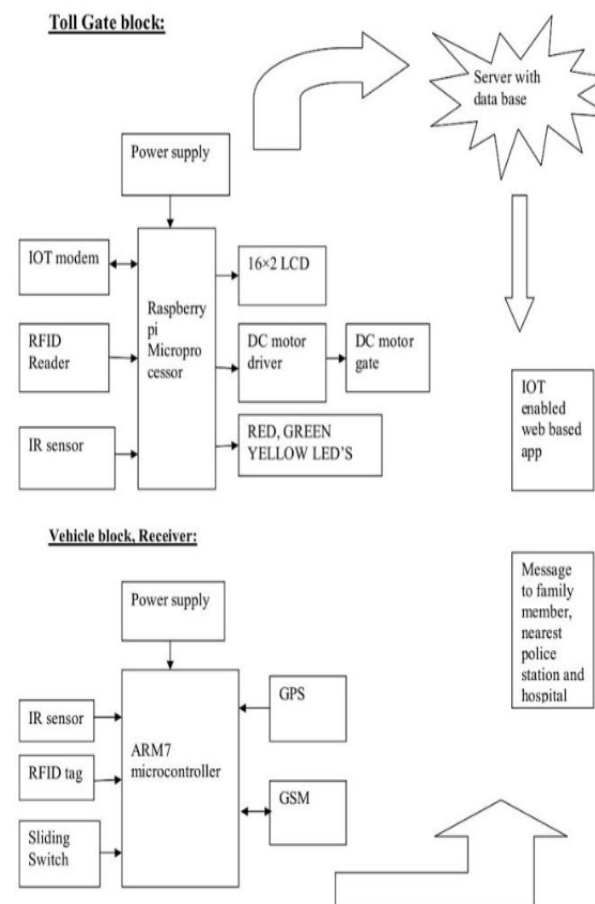 Toll Gate block:
Server with
data base
Power supply
IOT modem
16×2 LCD
Raspberry
pi
Micropro
cessor
RFID
Reader
DC motor
driver
DC motor
gate
IR sensor
RED, GREEN
YELLOW LED'S
IOT
enabled
web based
app
Vehicle block, Receiver:
Power supply
Message
to family
member,
nearest
police
station and
hospital
IR sensor
GPS
ARM7
microcontroller
RFID tag
GSM
Sliding
Switch